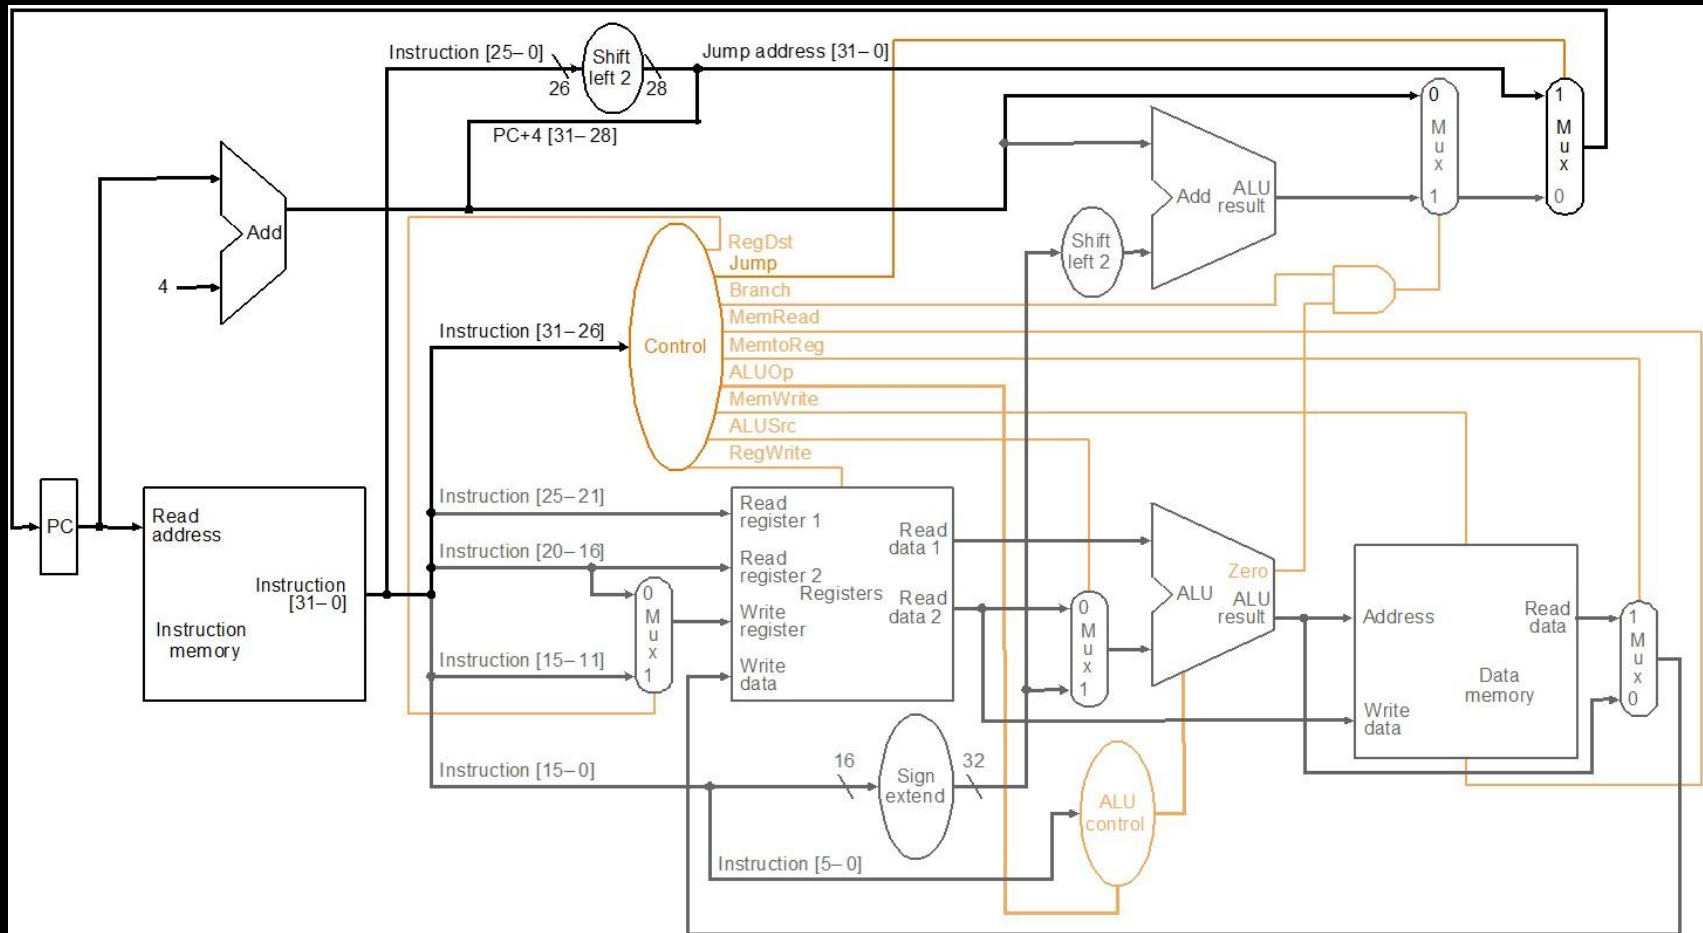 Instruction [25–0]
Shift
left 2
Jump address [31–0]
26
28
PC+4 [31–28]
Add
4
0
M
u
x
1
1
M
u
x
0
Add
ALU
result
Shift
left 2
RegDst
Jump
Branch
MemRead
MemtoReg
ALUOp
MemWrite
ALUSrc
RegWrite
Control
Instruction [31–26]
PC
Read
address
Instruction
[31–0]
Instruction
memory
Instruction [25–21]
Instruction [20–16]
Instruction [15–11]
0
M
u
x
1
Read
register 1
Read
register 2
Registers
Write
register
Write
data
Read
data 1
Read
data 2
0
M
u
x
1
Zero
ALU
ALU
result
Address
Read
data
Data
memory
Write
data
1
M
u
x
0
Instruction [15–0]
16
Sign
extend
32
ALU
control
Instruction [5–0]